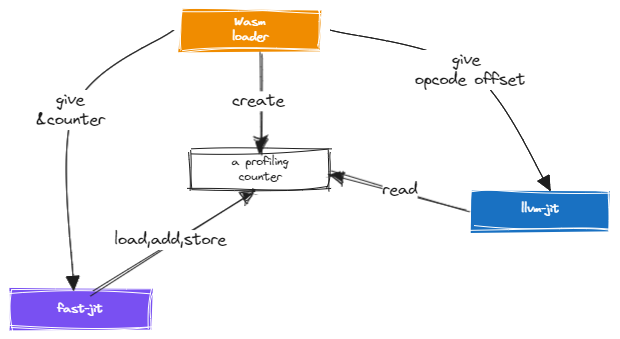 Wasm
loader
give
&counter
create
give
opcode offset
a profiling
counter
read
llvm-jit
load,add,store
fast-jit